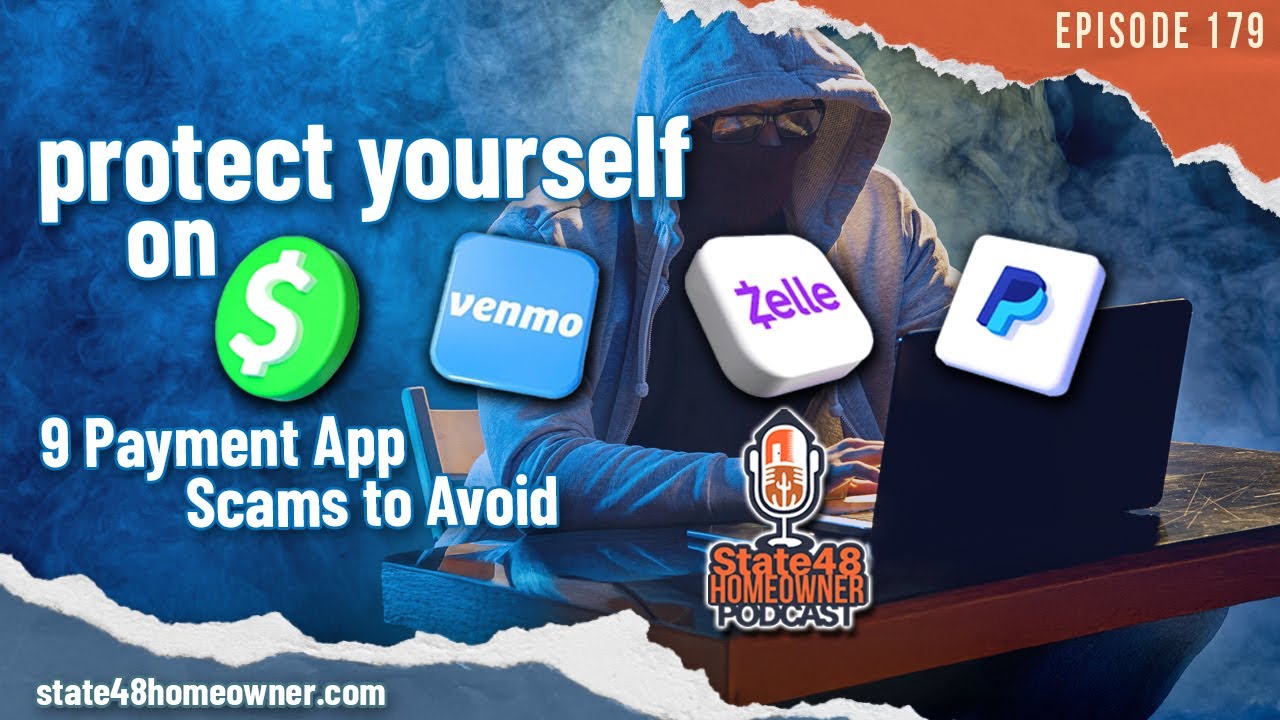 EPISODE 179
protect yourself
on
$
venmo
Zelle
P
9 Payment App
Scams to Avoid
State48
HOMEOWNER
PODCAST
state48homeowner.com